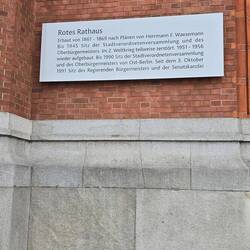 Rotes Rathaus
Erbaut von 1861 - 1869 nach Plänen von Herrmann F. Waesemann
Bis 1945 Sitz der Stadtverordnetenversammlung und des
Oberbürgermeisters. Im 2. Weltkrieg teilweise zerstört. 1951 - 1956
wieder aufgebaut. Bis 1990 Sitz der Stadtverordnetenversammlung
und des Oberbürgermeisters von Ost-Berlin. Seit dem 3. Oktober
1991 Sitz des Regierenden Bürgermeisters und der Senatskanzlei